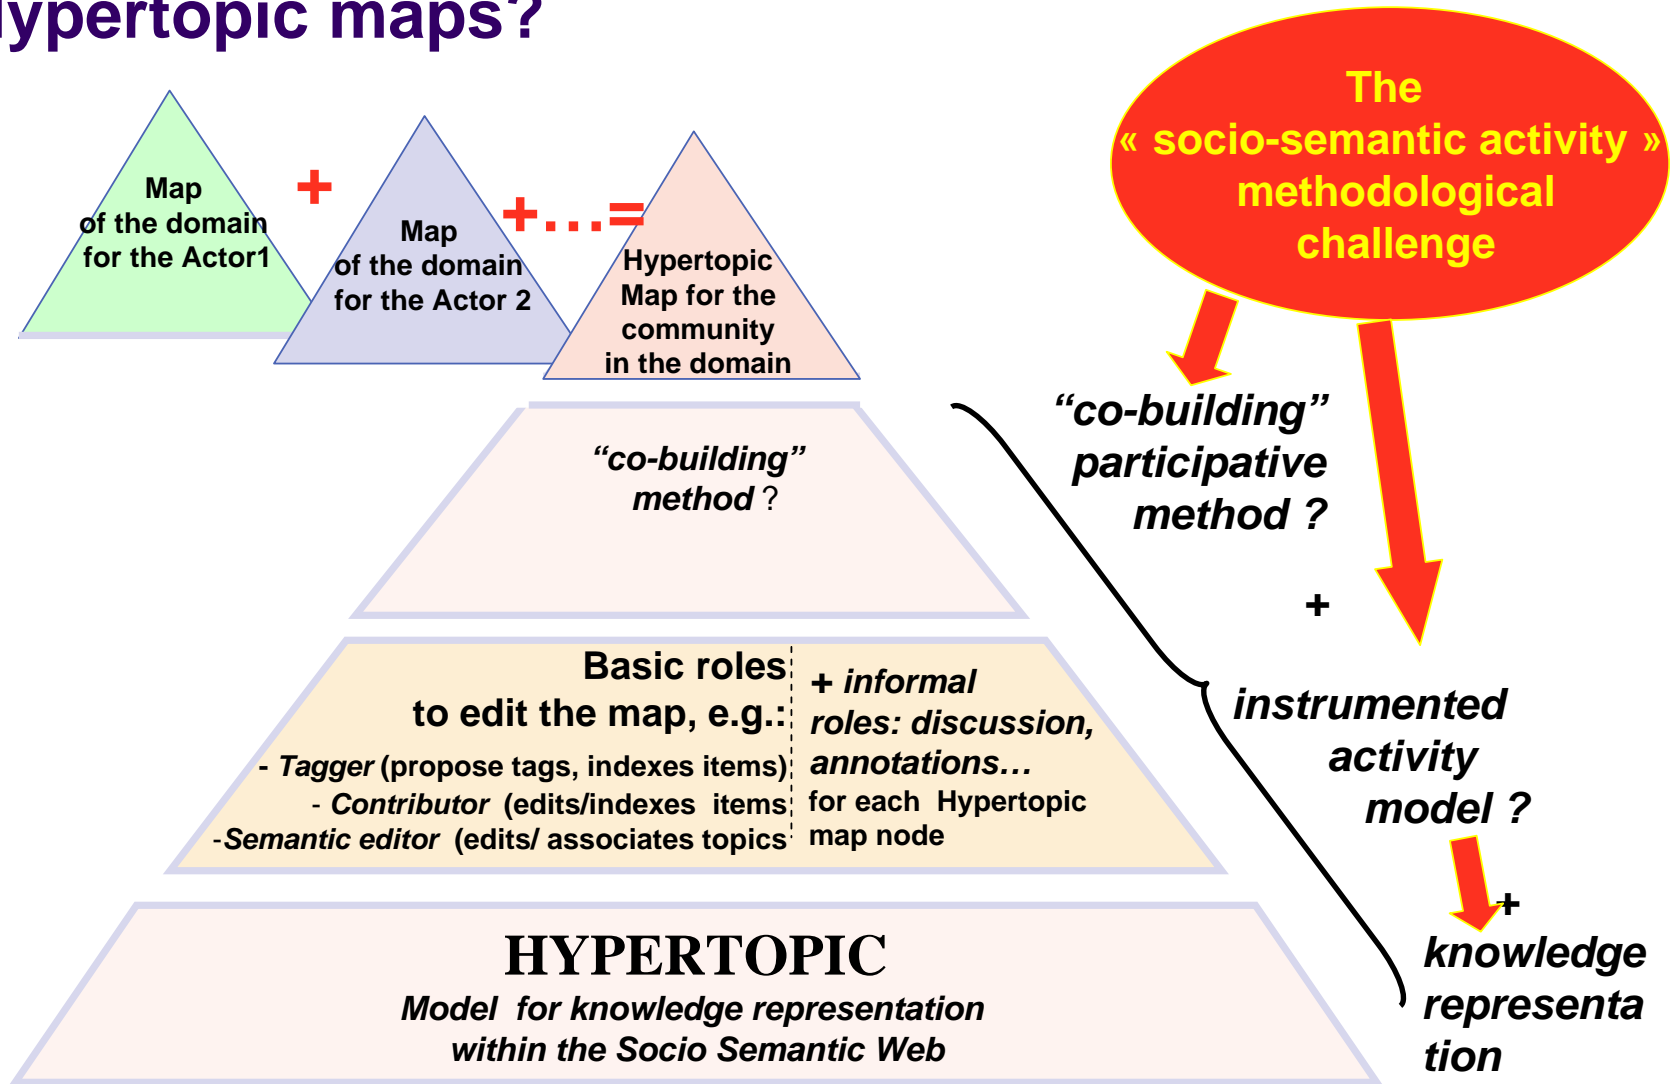 ypertopic maps?
The
« socio-semantic activity »
methodological
challenge
Map
of the domain
for the Actor1
+
Map
of the domain
for the Actor 2
+…=
Hypertopic
Map for the
community
in the domain
“co-building”
method ?
“co-building”
participative
method ?
+
instrumented
activity
model ?
+
knowledge
representa
tion
Basic roles
to edit the map, e.g.:
- Tagger (propose tags, indexes items)
- Contributor (edits/indexes items
-Semantic editor (edits/ associates topics
+ informal
roles: discussion,
annotations…
for each Hypertopic
map node
HYPERTOPIC
Model for knowledge representation
within the Socio Semantic Web